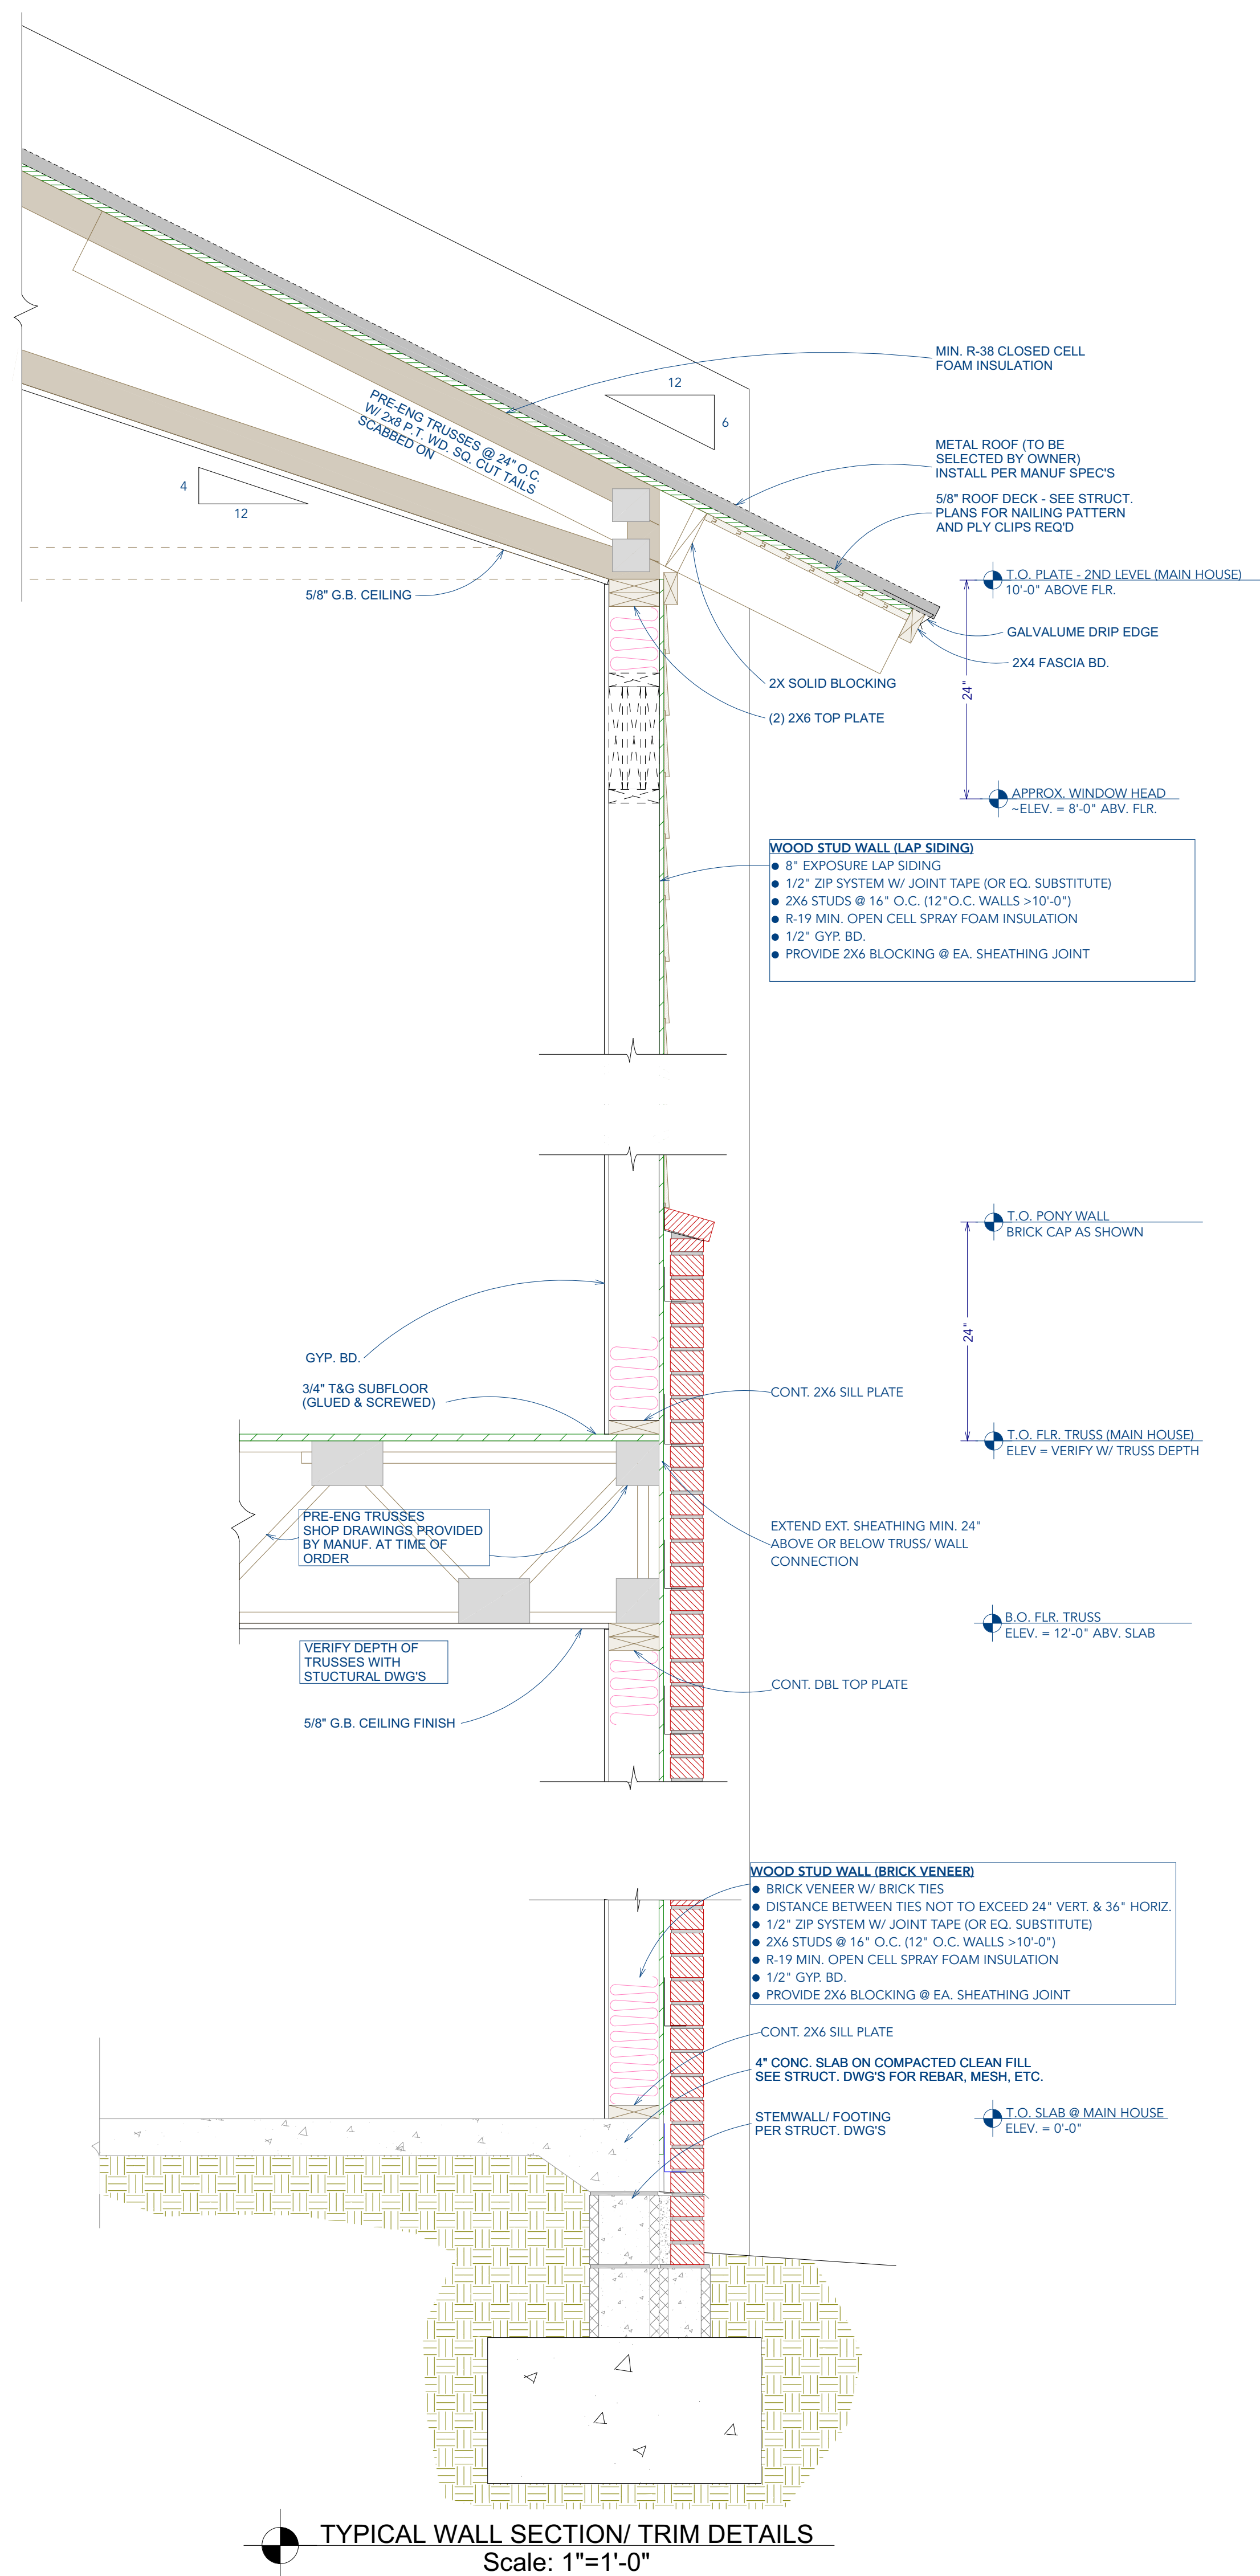 MIN. R-38 CLOSED CELL
FOAM INSULATION
12
6
PRE-ENG TRUSSES @ 24" O.C.
W/ 2x8 P.T. WD. SQ. CUT TAILS
SCABBED ON
METAL ROOF (TO BE
SELECTED BY OWNER)
INSTALL PER MANUF SPEC'S
4
12
5/8" ROOF DECK - SEE STRUCT.
PLANS FOR NAILING PATTERN
AND PLY CLIPS REQ'D
T.O. PLATE - 2ND LEVEL (MAIN HOUSE)
10'-0" ABOVE FLR.
5/8" G.B. CEILING
GALVALUME DRIP EDGE
2X4 FASCIA BD.
2X SOLID BLOCKING
24"
(2) 2X6 TOP PLATE
APPROX. WINDOW HEAD
~ELEV. = 8'-0" ABV. FLR.
WOOD STUD WALL (LAP SIDING)
● 8" EXPOSURE LAP SIDING
● 1/2" ZIP SYSTEM W/ JOINT TAPE (OR EQ. SUBSTITUTE)
● 2X6 STUDS @ 16" O.C. (12"O.C. WALLS >10'-0")
● R-19 MIN. OPEN CELL SPRAY FOAM INSULATION
● 1/2" GYP. BD.
● PROVIDE 2X6 BLOCKING @ EA. SHEATHING JOINT
T.O. PONY WALL
BRICK CAP AS SHOWN
24"
GYP. BD.
3/4" T&G SUBFLOOR
(GLUED & SCREWED)
CONT. 2X6 SILL PLATE
T.O. FLR. TRUSS (MAIN HOUSE)
ELEV = VERIFY W/ TRUSS DEPTH
PRE-ENG TRUSSES
SHOP DRAWINGS PROVIDED
BY MANUF. AT TIME OF
ORDER
EXTEND EXT. SHEATHING MIN. 24"
ABOVE OR BELOW TRUSS/ WALL
CONNECTION
B.O. FLR. TRUSS
ELEV. = 12'-0" ABV. SLAB
VERIFY DEPTH OF
TRUSSES WITH
STUCTURAL DWG'S
CONT. DBL TOP PLATE
5/8" G.B. CEILING FINISH
WOOD STUD WALL (BRICK VENEER)
● BRICK VENEER W/ BRICK TIES
● DISTANCE BETWEEN TIES NOT TO EXCEED 24" VERT. & 36" HORIZ.
● 1/2" ZIP SYSTEM W/ JOINT TAPE (OR EQ. SUBSTITUTE)
● 2X6 STUDS @ 16" O.C. (12" O.C. WALLS >10'-0")
● R-19 MIN. OPEN CELL SPRAY FOAM INSULATION
● 1/2" GYP. BD.
● PROVIDE 2X6 BLOCKING @ EA. SHEATHING JOINT
CONT. 2X6 SILL PLATE
4" CONC. SLAB ON COMPACTED CLEAN FILL
SEE STRUCT. DWG'S FOR REBAR, MESH, ETC.
STEMWALL/ FOOTING
PER STRUCT. DWG'S
T.O. SLAB @ MAIN HOUSE
ELEV. = 0'-0"
TYPICAL WALL SECTION/ TRIM DETAILS
Scale: 1"=1'-0"